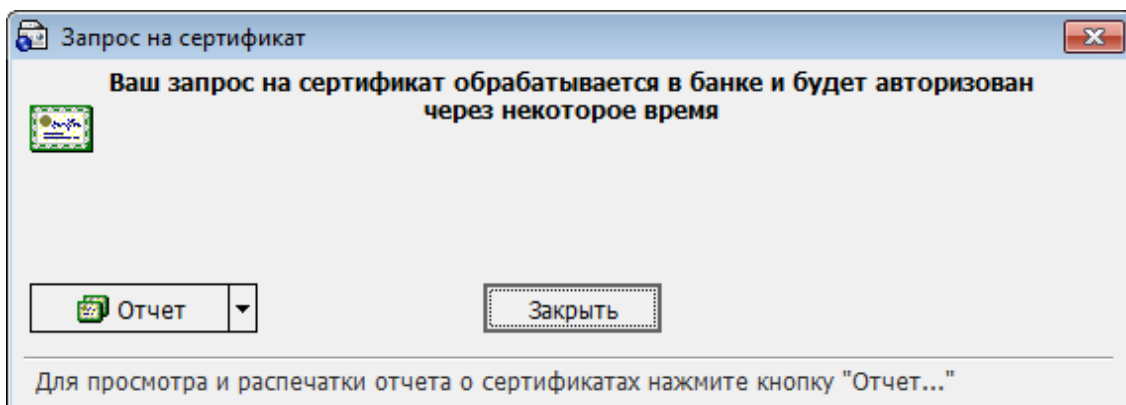 Запрос на сертификат
Ваш запрос на сертификат обрабатывается в банке и будет авторизован
через некоторое время
Отчет
Закрыть
Для просмотра и распечатки отчета о сертификатах нажмите кнопку "Отчет..."